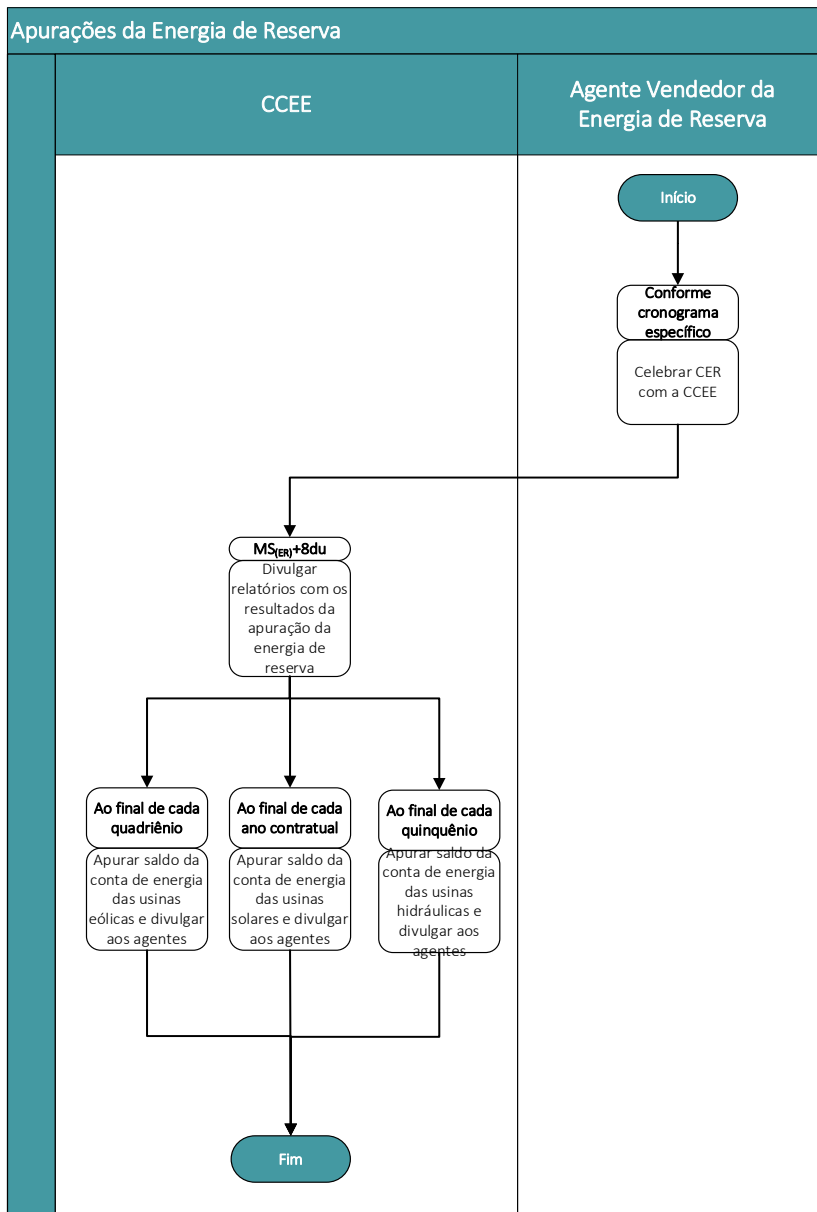 Apurações da Energia de Reserva
CCEE
Agente Vendedor da
Energia de Reserva
Início
Conforme
cronograma
específico
Celebrar CER
com a CCEE
MS(ER)+8du
Divulgar
relatórios com os
resultados da
apuração da
energia de
reserva
Ao final de cada
quadriênio
Apurar saldo da
conta de energia
das usinas
eólicas e divulgar
aos agentes
Ao final de cada
ano contratual
Apurar saldo da
conta de energia
das usinas
solares e divulgar
aos agentes
Ao final de cada
quinquênio
Apurar saldo da
conta de energia
das usinas
hidráulicas e
divulgar aos
agentes
Fim